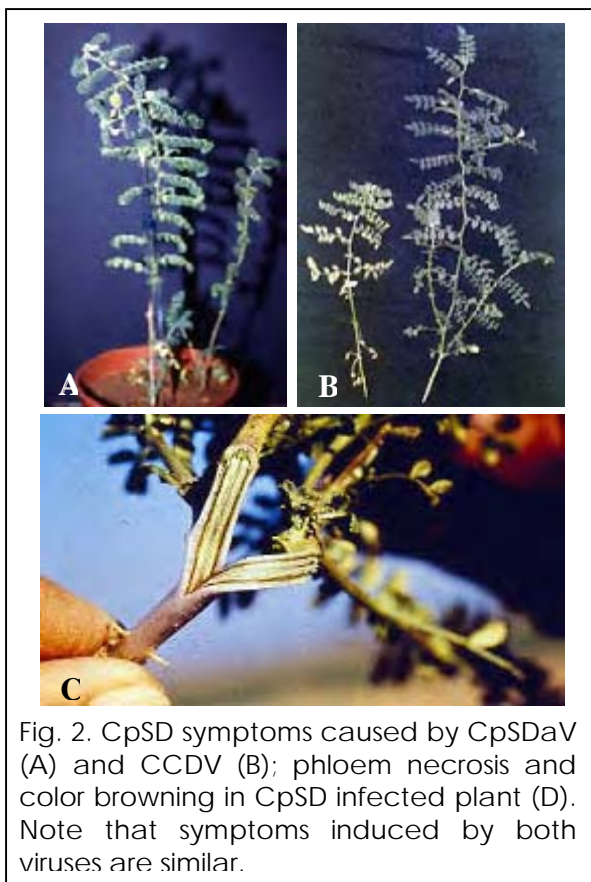 A
B
C
Fig. 2. CpSD symptoms caused by CpSDaV
(A) and CCDV (B); phloem necrosis and
color browning in CpSD infected plant (D).
Note that symptoms induced by both
viruses are similar.